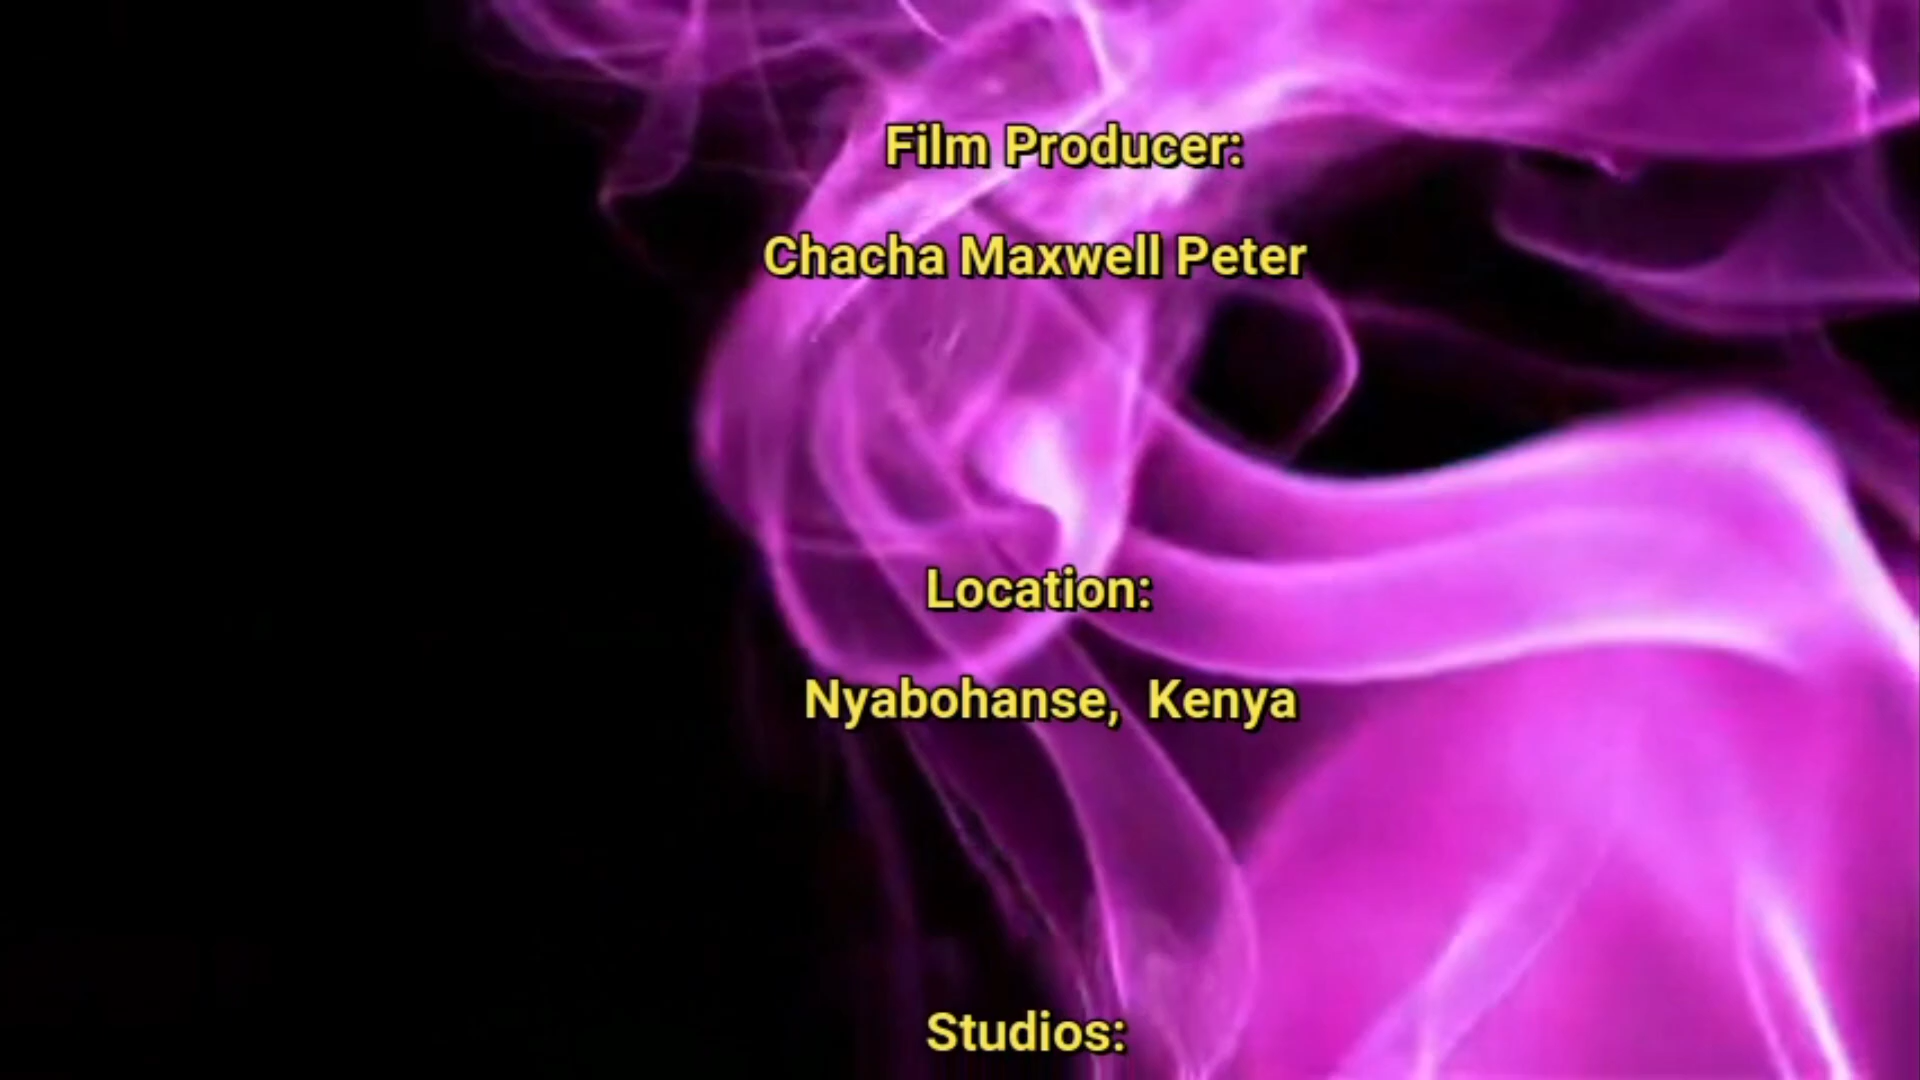 Film Producer:
Chacha Maxwell Peter
Location:
Nyabohanse, Kenya
Studios: